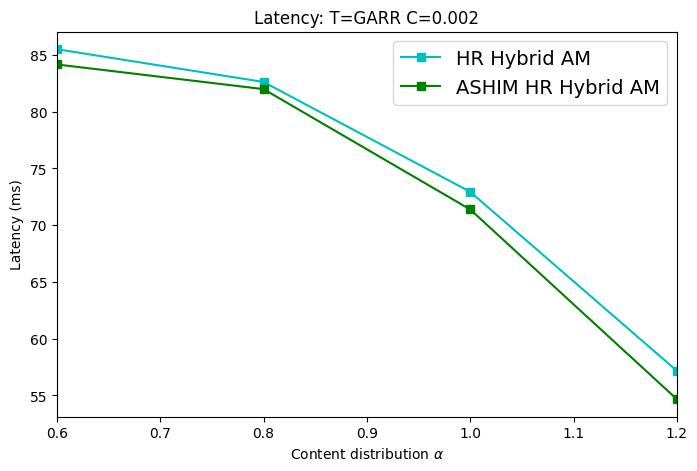 Latency: T=GARR C=0.002
HR Hybrid AM
ASHIM HR Hybrid AM
85
80
75
70
65
60
55
Latency (ms)
0.6 0.7 0.8 0.9 1.0 1.1 1.2
Content distribution α